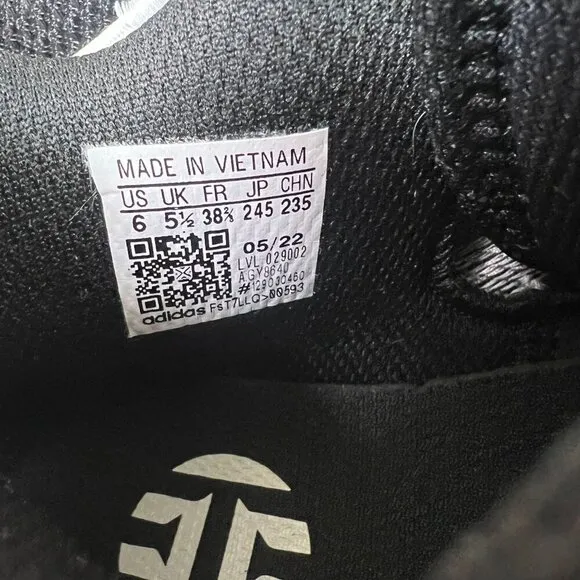 MADE IN VIETNAM
US UK FR JP CHN
6 5½ 38⅔ 245 235
05/22
LVL 029002
AGY8640
#129030460
adidas FsT7LLQ>00593